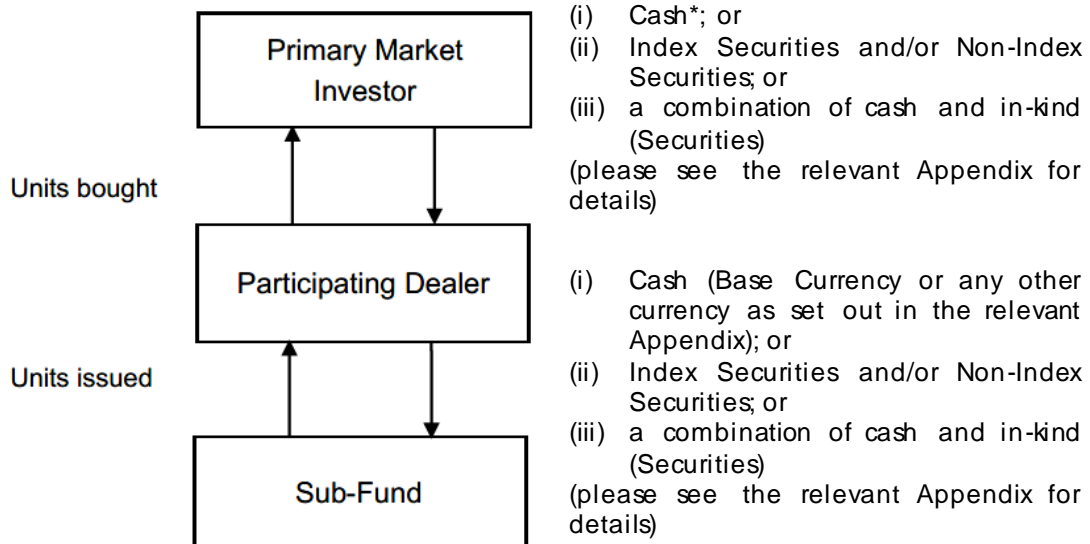 Primary Market
Investor
(i) Cash*; or
(ii) Index Securities and/or Non-Index
Securities; or
(iii) a combination of cash and in-kind
(Securities)
(please see the relevant Appendix for
details)
Units bought
Participating Dealer
(i) Cash (Base Currency or any other
currency as set out in the relevant
Appendix); or
(ii) Index Securities and/or Non-Index
Securities; or
(iii) a combination of cash and in-kind
(Securities)
(please see the relevant Appendix for
details)
Units issued
Sub-Fund